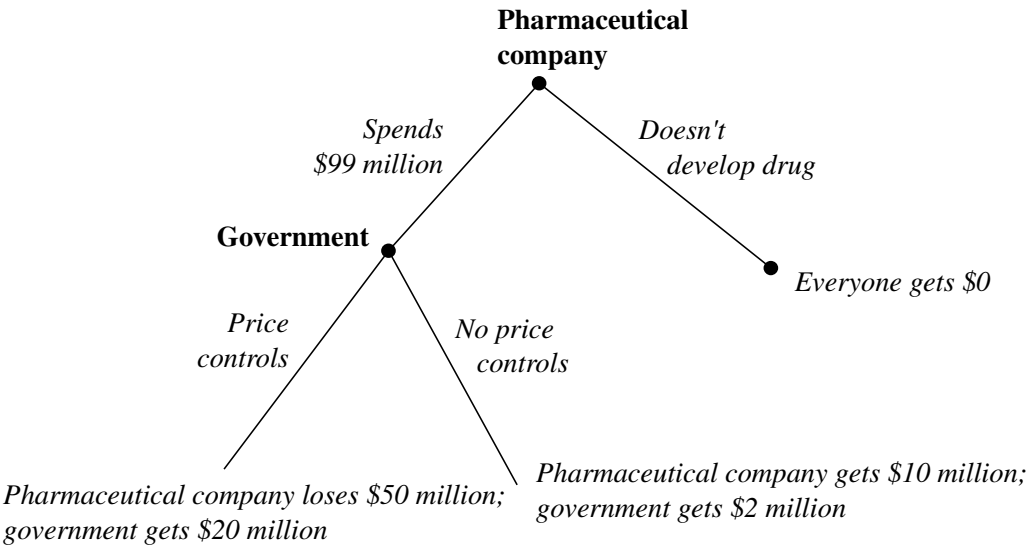 Pharmaceutical
company
Spends
$99 million
Doesn't
develop drug
Government
Everyone gets $0
Price
controls
No price
controls
Pharmaceutical company loses $50 million;
government gets $20 million
Pharmaceutical company gets $10 million;
government gets $2 million